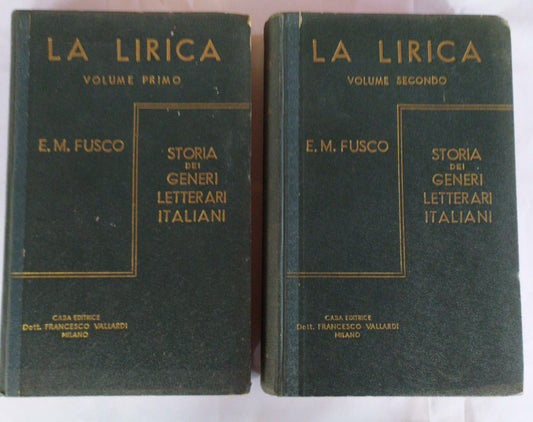 LA LIRICA
VOLUME PRIMO
E. M. FUSCO
STORIA
DEI
GENERI
LETTERARI
ITALIANI
CASA EDITRICE
Dott. FRANCESCO VALLARDI
MILANO
LA LIRICA
VOLUME SECONDO
E. M. FUSCO
STORIA
DEI
GENERI
LETTERARI
ITALIANI
CASA EDITRICE
Dott. FRANCESCO VALLARDI
MILANO